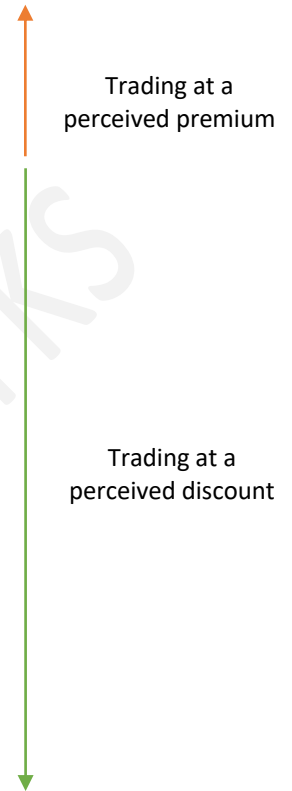 Trading at a
perceived premium
Trading at a
perceived discount